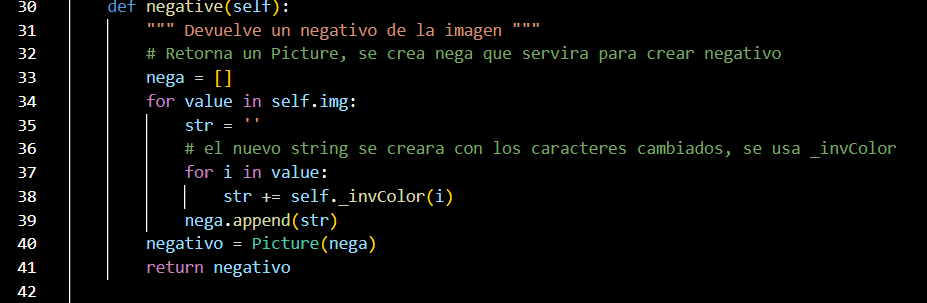 30 def negative(self):
31 """ Devuelve un negativo de la imagen """
32 # Retorna un Picture, se crea nega que servira para crear negativo
33 nega = []
34 for value in self.img:
35 str = ''
36 # el nuevo string se creara con los caracteres cambiados, se usa _invColor
37 for i in value:
38 str += self._invColor(i)
39 nega.append(str)
40 negativo = Picture(nega)
41 return negativo
42